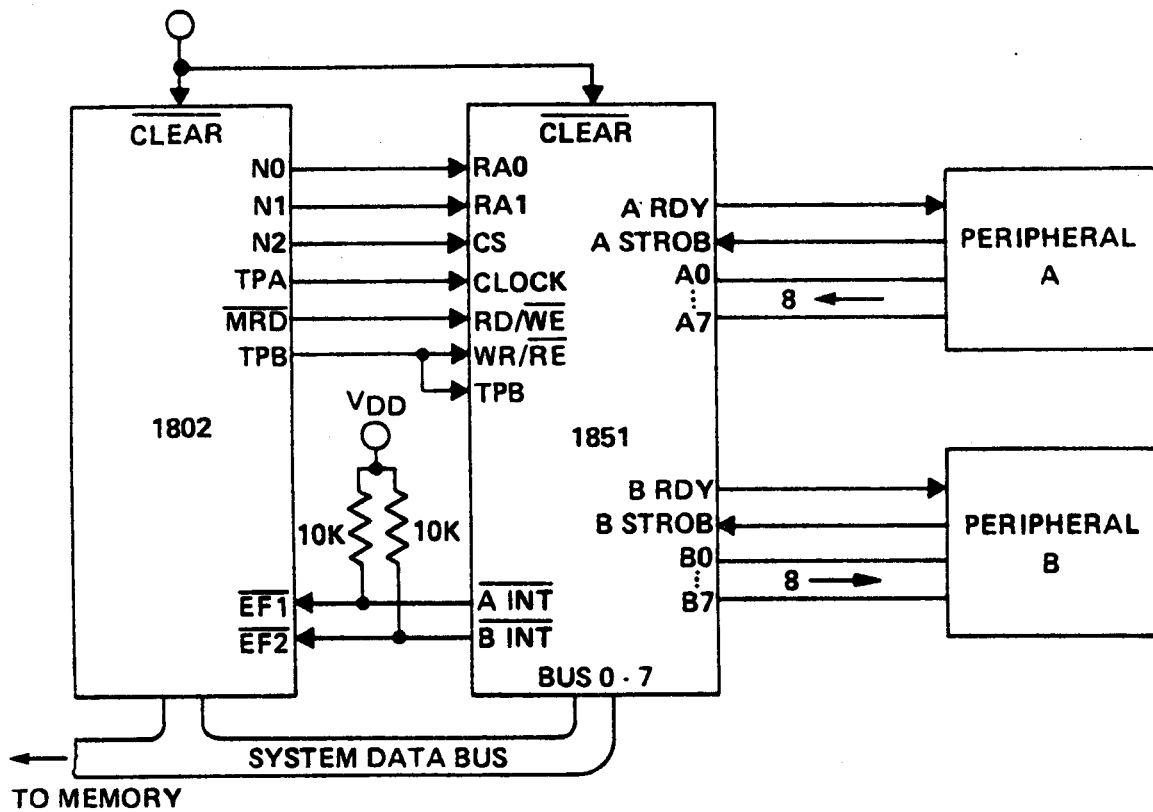 CLEAR
N0
N1
N2
TPA
MRD
TPB
1802
EF1
EF2
VDD
10K
10K
CLEAR
RA0
RA1
CS
CLOCK
RD/WE
WR/RE
TPB
1851
A RDY
A STROB
A0
A7
B RDY
B STROB
B0
B7
A INT
B INT
BUS 0 - 7
8
PERIPHERAL
A
8
PERIPHERAL
B
SYSTEM DATA BUS
TO MEMORY